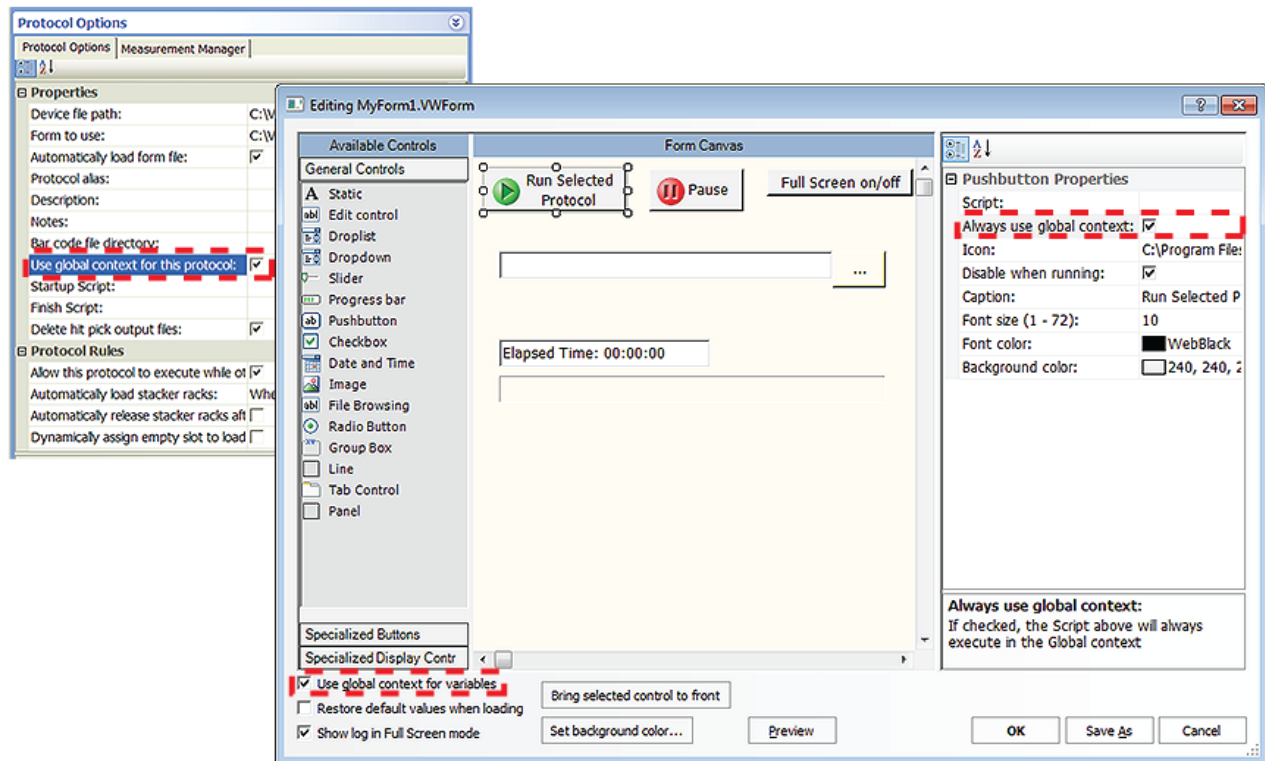 Protocol Options
Protocol Options Measurement Manager
Properties
Device file path: C:\V
Form to use: C:\V
Automatically load form file:
Protocol alias:
Description:
Notes:
Bar code file directory:
Use global context for this protocol:
Startup Script:
Finish Script:
Delete hit pick output files:
Protocol Rules
Allow this protocol to execute while ot
Automatically load stacker racks: Whe
Automatically release stacker racks aft
Dynamically assign empty slot to load
Editing MyForm1.VWForm
Available Controls
General Controls
Static
Edit control
Droplist
Dropdown
Slider
Progress bar
Pushbutton
Checkbox
Date and Time
Image
File Browsing
Radio Button
Group Box
Line
Tab Control
Panel
Specialized Buttons
Specialized Display Contr
Form Canvas
Run Selected
Protocol
Pause
Full Screen on/off
...
Elapsed Time: 00:00:00
Pushbutton Properties
Script:
Always use global context:
Icon: C:\Program File:
Disable when running:
Caption: Run Selected P
Font size (1 - 72): 10
Font color: WebBlack
Background color: 240, 240, 2
Always use global context:
If checked, the Script above will always
execute in the Global context
Use global context for variables
Restore default values when loading
Show log in Full Screen mode
Bring selected control to front
Set background color...
Preview
OK
Save As
Cancel